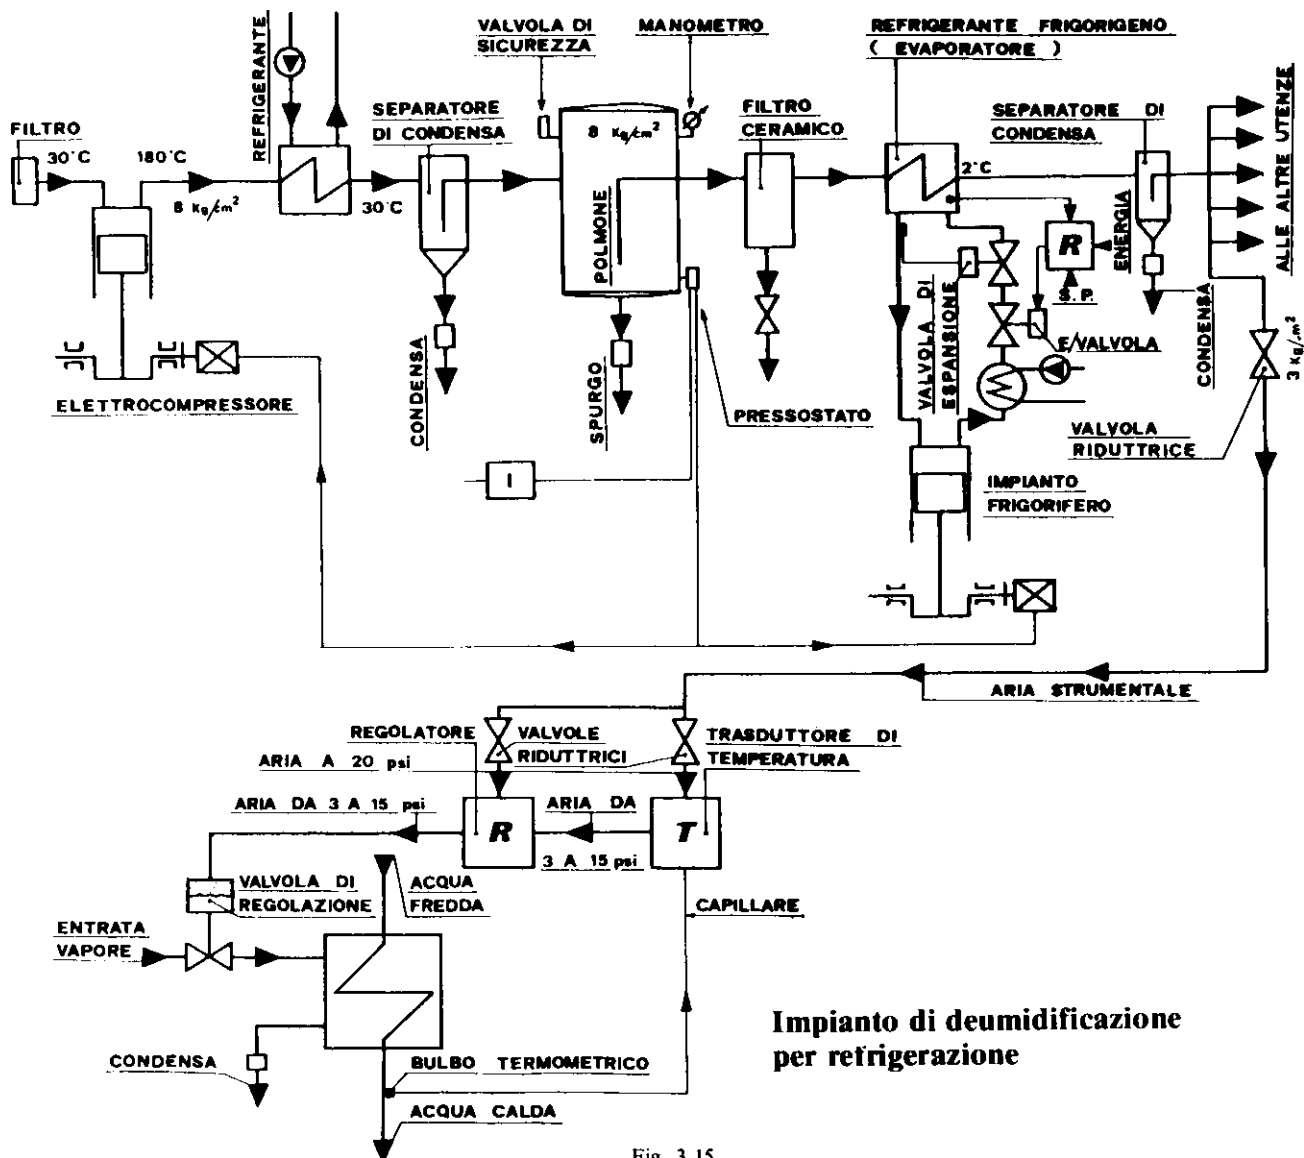 VALVOLA DI
SICUREZZA
MANOMETRO
REFRIGERANTE FRIGORIGENO
( EVAPORATORE )
REFRIGERANTE
FILTRO
30°C
180°C
8 Kg/cm²
SEPARATORE
DI CONDENSA
30°C
8 Kg/cm²
POLMONE
FILTRO
CERAMICO
2°C
SEPARATORE DI
CONDENSA
ALLE ALTRE UTENZE
R
ENERGIA
S.P.
E/VALVOLA
VALVOLA DI
ESPANSIONE
CONDENSA
3 Kg/cm²
ELETTROCOMPRESSORE
CONDENSA
SPURGO
PRESSOSTATO
VALVOLA
RIDUTTRICE
I
IMPIANTO
FRIGORIFERO
ARIA STRUMENTALE
REGOLATORE
VALVOLE
RIDUTTRICI
TRASDUTTORE DI
TEMPERATURA
ARIA A 20 psi
ARIA DA 3 A 15 psi
R
ARIA DA
3 A 15 psi
T
VALVOLA DI
REGOLAZIONE
ACQUA
FREDDA
CAPILLARE
ENTRATA
VAPORE
CONDENSA
BULBO TERMOMETRICO
ACQUA CALDA
Impianto di deumidificazione
per refrigerazione
Fig. 3.15